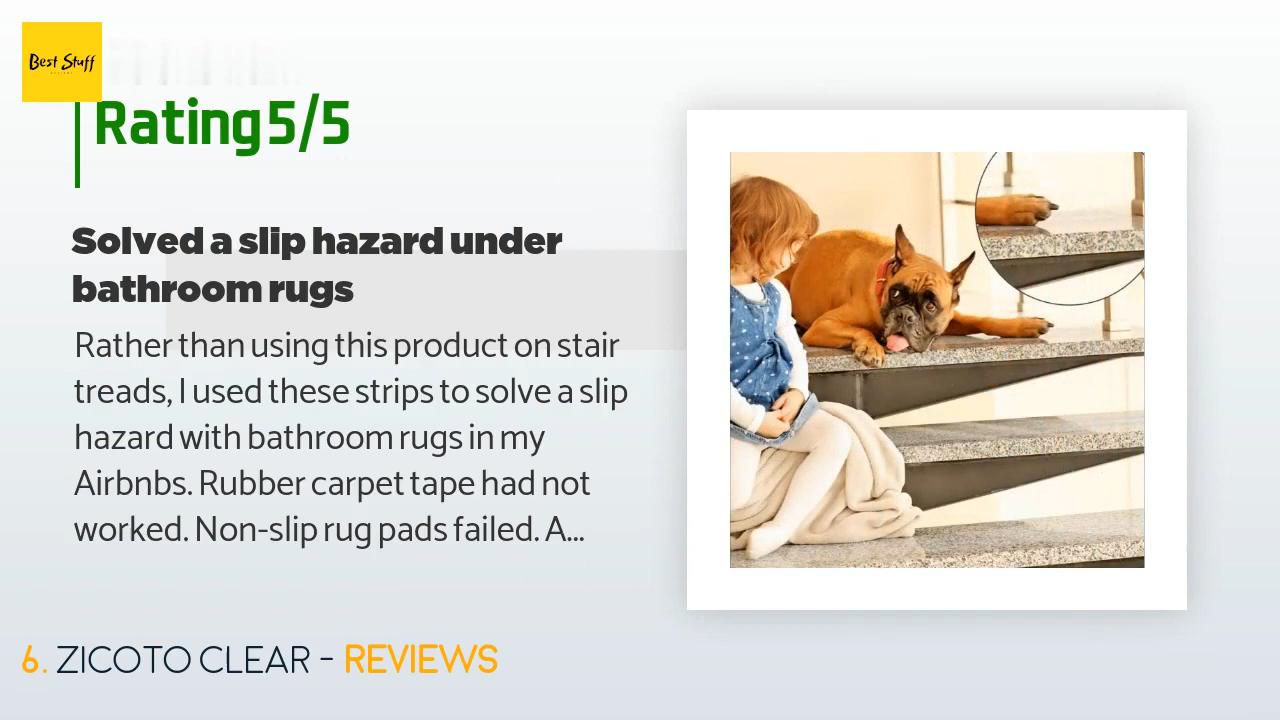 Best Stuff
Rating 5/5
Solved a slip hazard under
bathroom rugs
Rather than using this product on stair
treads, I used these strips to solve a slip
hazard with bathroom rugs in my
Airbnbs. Rubber carpet tape had not
worked. Non-slip rug pads failed. A...
6. ZICOTO CLEAR - REVIEWS